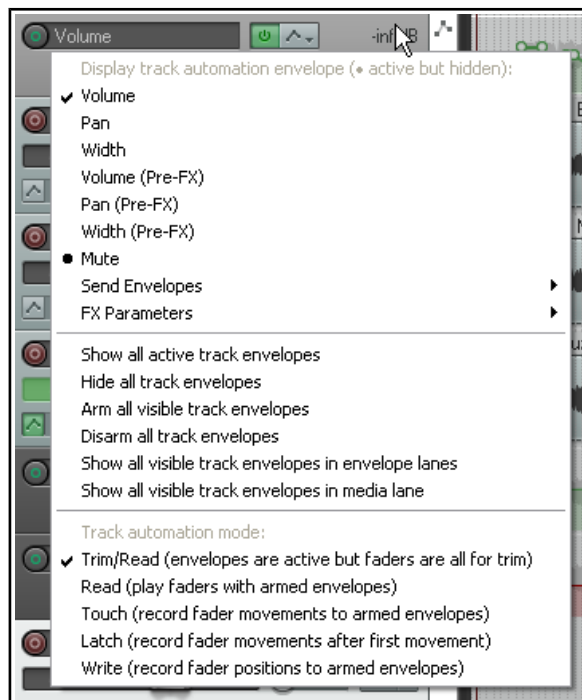 Volume
Display track automation envelope (• active but hidden):
Volume
Pan
Width
Volume (Pre-FX)
Pan (Pre-FX)
Width (Pre-FX)
Mute
Send Envelopes
FX Parameters
Show all active track envelopes
Hide all track envelopes
Arm all visible track envelopes
Disarm all track envelopes
Show all visible track envelopes in envelope lanes
Show all visible track envelopes in media lane
Track automation mode:
Trim/Read (envelopes are active but faders are all for trim)
Read (play faders with armed envelopes)
Touch (record fader movements to armed envelopes)
Latch (record fader movements after first movement)
Write (record fader positions to armed envelopes)